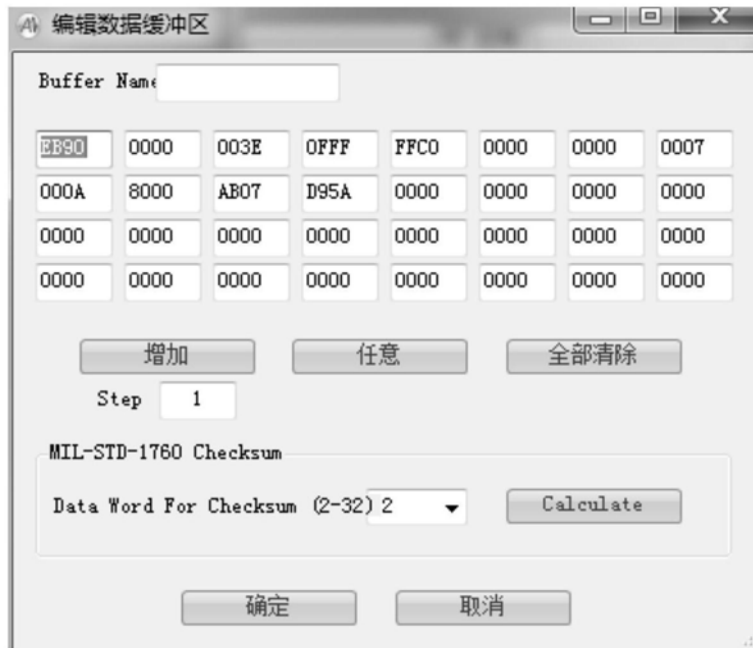 编辑数据缓冲区
Buffer Name
EB90 0000 003E 0FFF FFC0 0000 0000 0007
000A 8000 AB07 D95A 0000 0000 0000 0000
0000 0000 0000 0000 0000 0000 0000 0000
0000 0000 0000 0000 0000 0000 0000 0000
增加 任意 全部清除
Step 1
MIL-STD-1760 Checksum
Data Word For Checksum (2-32) 2 Calculate
确定 取消